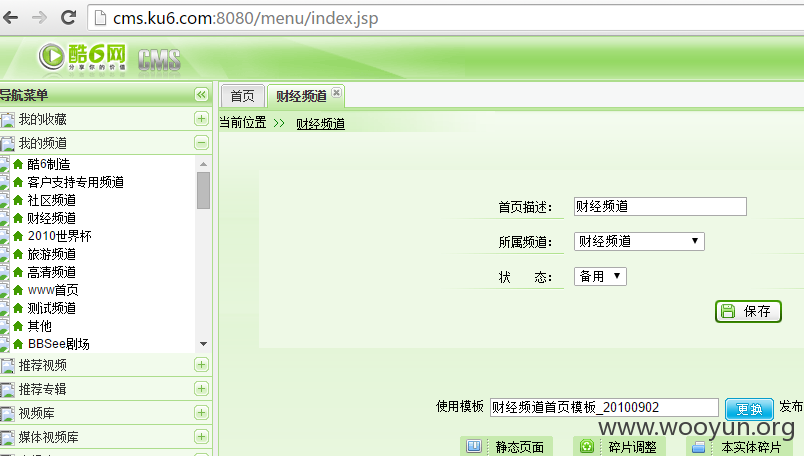 cms.ku6.com:8080/menu/index.jsp
酷6网 CMS
分享你的价值
导航菜单
首页 财经频道
我的收藏
当前位置 >> 财经频道
我的频道
酷6制造
客户支持专用频道
社区频道
财经频道
2010世界杯
旅游频道
高清频道
www首页
测试频道
其他
BBSee剧场
推荐视频
推荐专辑
视频库
媒体视频库
首页描述: 财经频道
所属频道: 财经频道
状 态: 备用
保存
使用模板 财经频道首页模板_20100902 更换 发布
www.wooyun.org
静态页面 碎片调整 本实体碎片